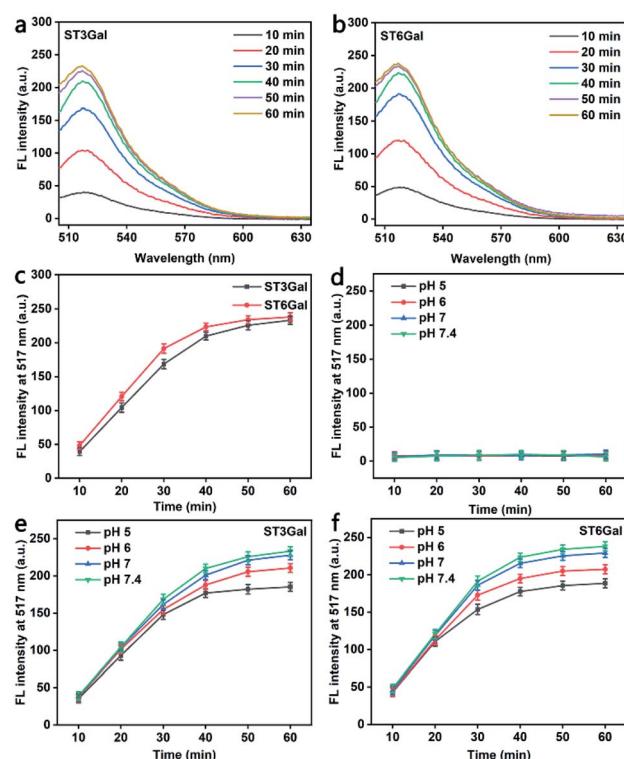 a
ST3Gal
10 min
20 min
30 min
40 min
50 min
60 min
300
250
200
150
100
50
0
FL intensity (a.u.)
510 540 570 600 630
Wavelength (nm)
b
ST6Gal
10 min
20 min
30 min
40 min
50 min
60 min
300
250
200
150
100
50
0
FL intensity (a.u.)
510 540 570 600 630
Wavelength (nm)
c
ST3Gal
ST6Gal
300
250
200
150
100
50
0
FL intensity at 517 nm (a.u.)
10 20 30 40 50 60
Time (min)
d
pH 5
pH 6
pH 7
pH 7.4
250
200
150
100
50
0
FL intensity at 517 nm (a.u.)
10 20 30 40 50 60
Time (min)
e
ST3Gal
pH 5
pH 6
pH 7
pH 7.4
250
200
150
100
50
0
FL intensity at 517 nm (a.u.)
10 20 30 40 50 60
Time (min)
f
ST6Gal
pH 5
pH 6
pH 7
pH 7.4
250
200
150
100
50
0
FL intensity at 517 nm (a.u.)
10 20 30 40 50 60
Time (min)